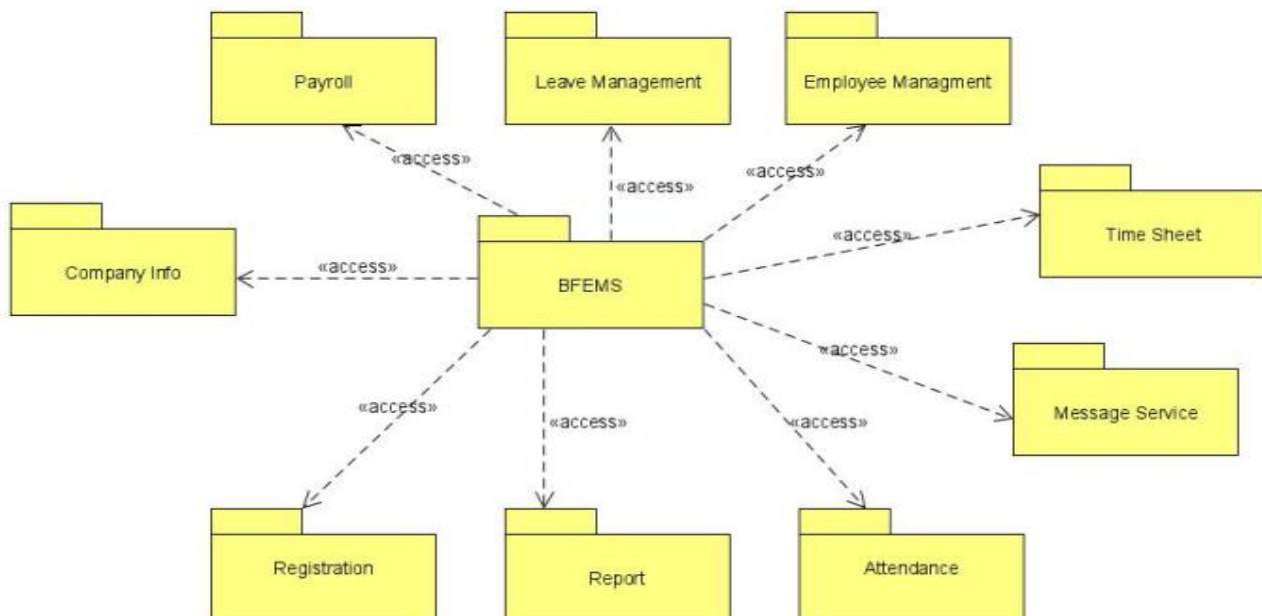 Payroll
Leave Management
Employee Managment
«access»
«access»
«access»
Time Sheet
«access»
Company Info
«access»
BFEMS
«access»
Message Service
«access»
«access»
«access»
Registration
Report
Attendance